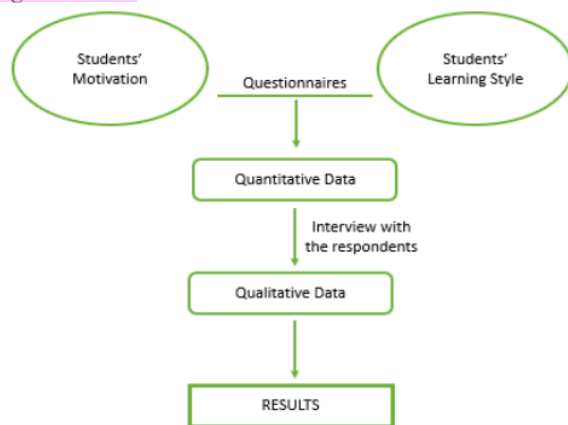 Students'
Motivation
Students'
Learning Style
Questionnaires
Quantitative Data
Interview with
the respondents
Qualitative Data
RESULTS